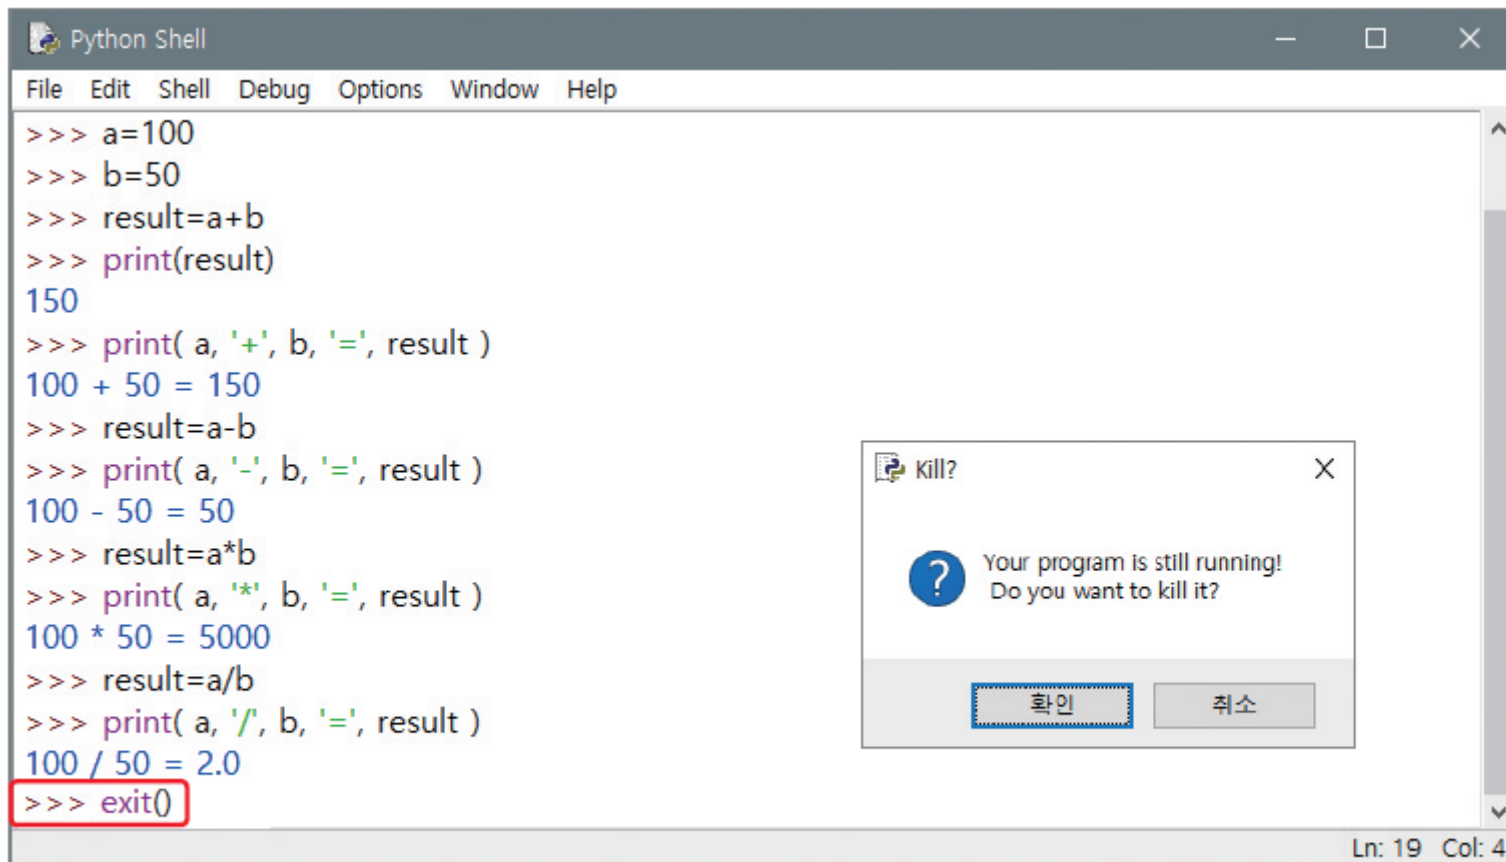 Python Shell
File Edit Shell Debug Options Window Help
>>> a=100
>>> b=50
>>> result=a+b
>>> print(result)
150
>>> print( a, '+', b, '=', result )
100 + 50 = 150
>>> result=a-b
>>> print( a, '-', b, '=', result )
100 - 50 = 50
>>> result=a*b
>>> print( a, '*', b, '=', result )
100 * 50 = 5000
>>> result=a/b
>>> print( a, '/', b, '=', result )
100 / 50 = 2.0
>>> exit()
Kill?
Your program is still running!
Do you want to kill it?
확인 취소
Ln: 19 Col: 4